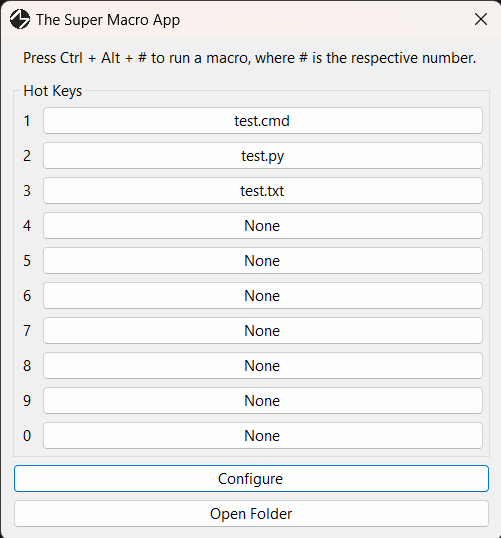 The Super Macro App
Press Ctrl + Alt + # to run a macro, where # is the respective number.
Hot Keys
1 test.cmd
2 test.py
3 test.txt
4 None
5 None
6 None
7 None
8 None
9 None
0 None
Configure
Open Folder